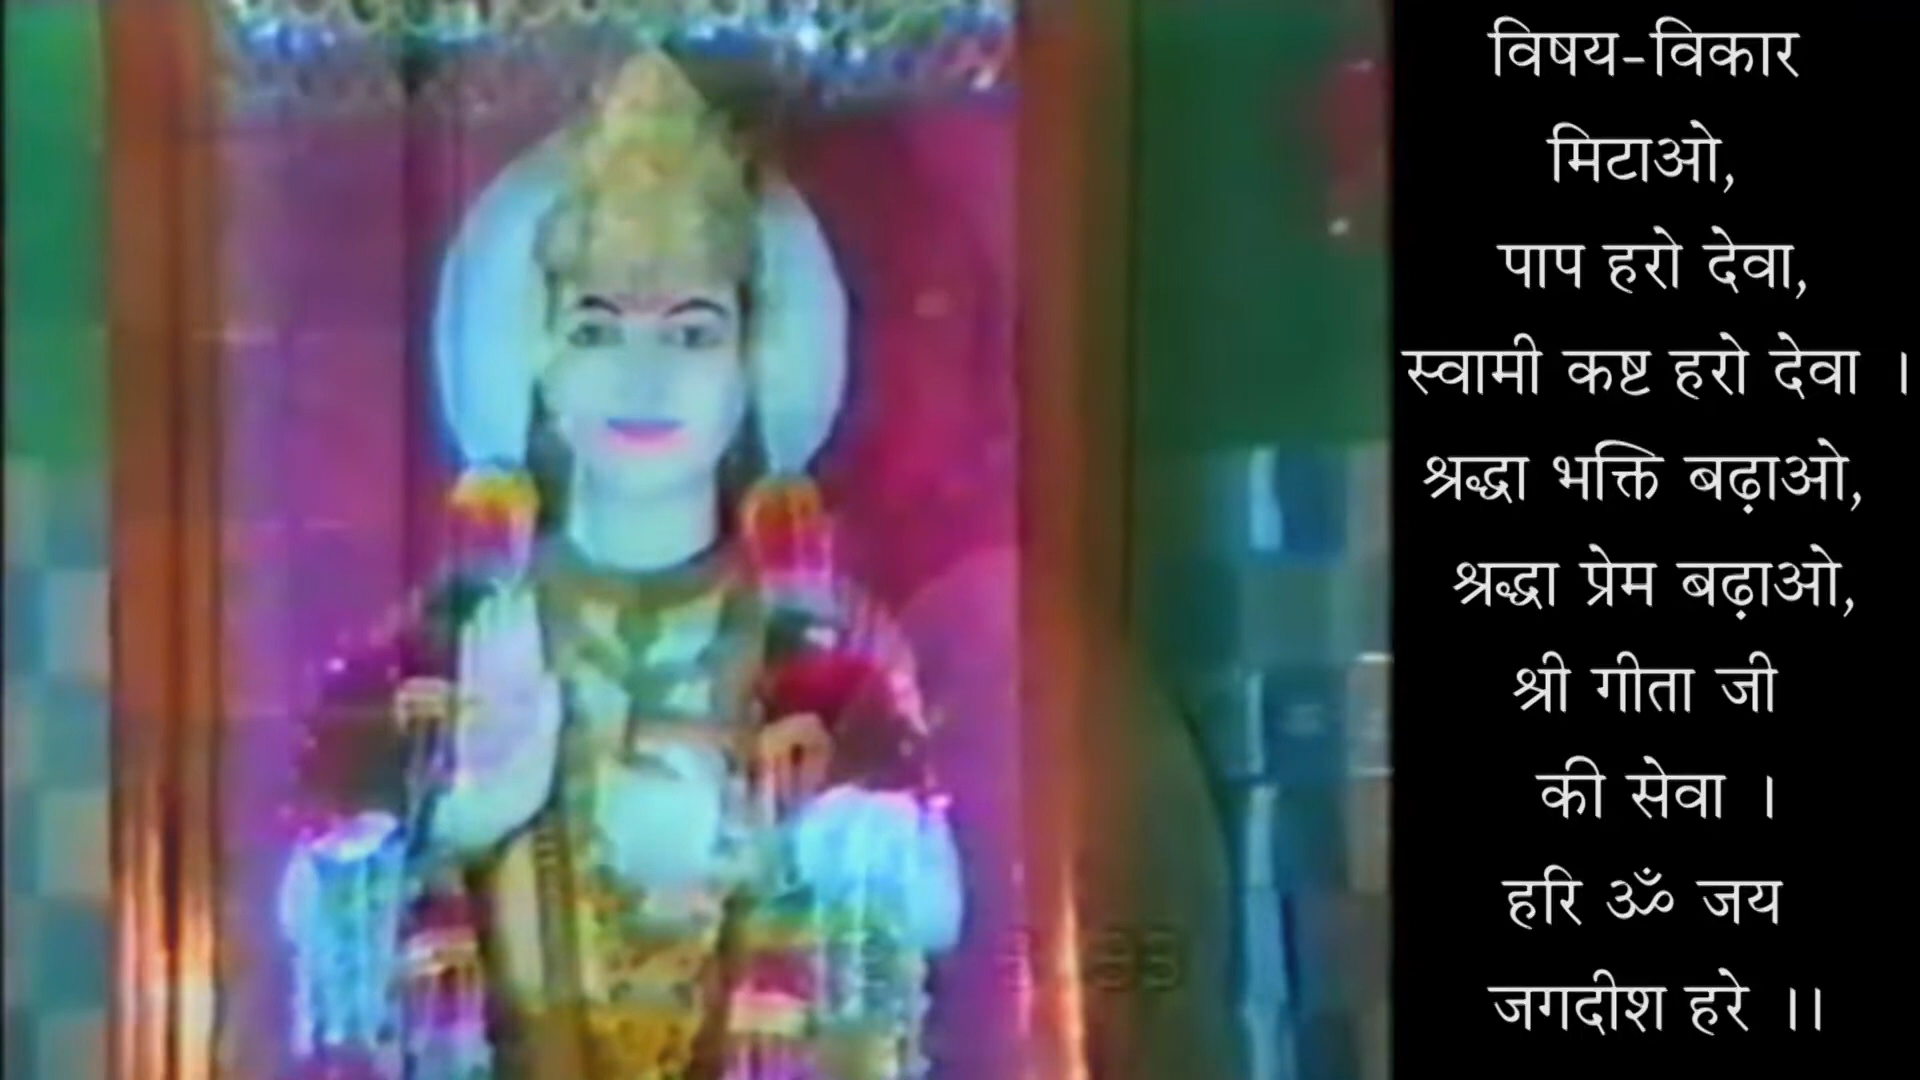 विषय-विकार
मिटाओ,
पाप हरो देवा,
स्वामी कष्ट हरो देवा ।
श्रद्धा भक्ति बढ़ाओ,
श्रद्धा प्रेम बढ़ाओ,
श्री गीता जी
की सेवा ।
हरि ॐ जय
जगदीश हरे ।।